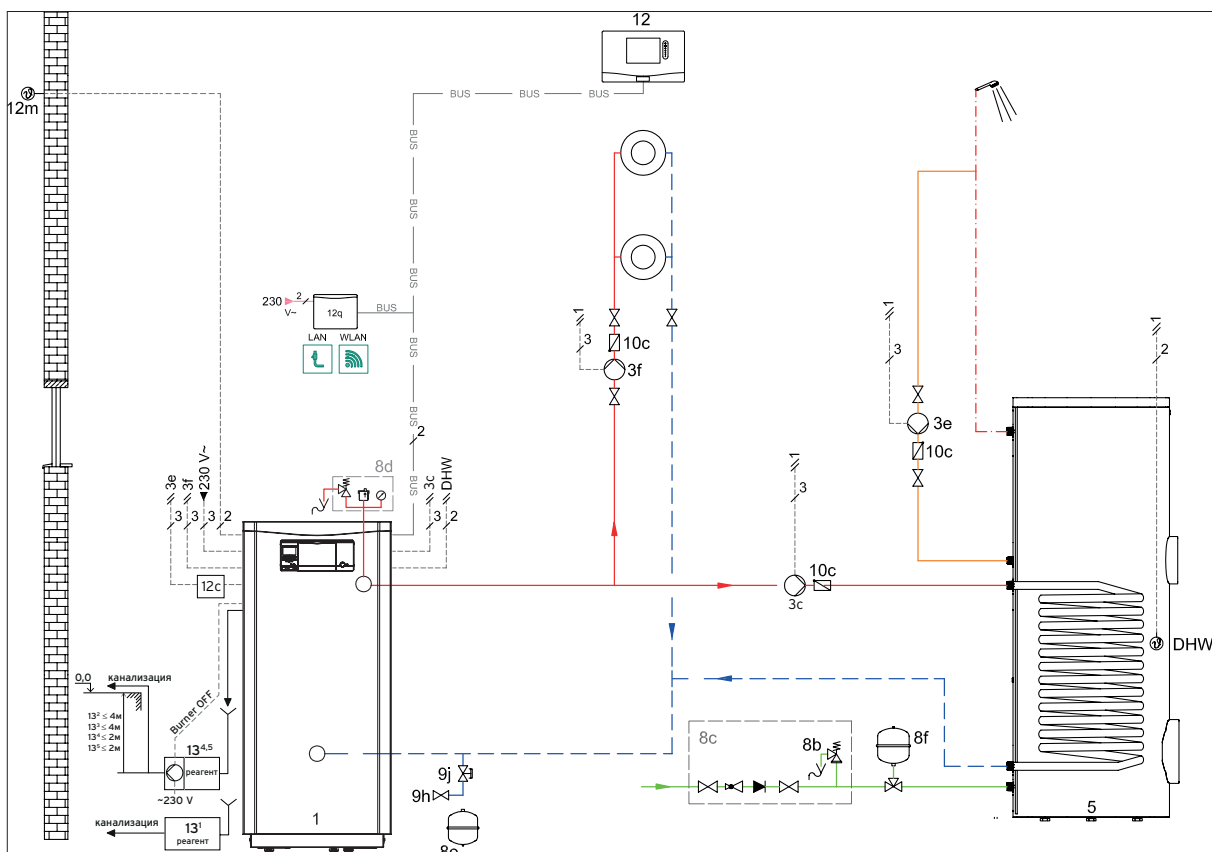 12
12m
BUS BUS BUS
BUS
BUS
BUS
BUS
BUS
BUS
BUS
230 V~
2
12q
LAN WLAN
1
3
10c
3f
1
3
3e
10c
1
2
8d
2
3e
3f
230 V~
3 3 3 2
3c
DHW
3 2
12c
1
3
10c
3c
DHW
0,0
канализация
Burner OFF
13² ≤ 4м
13³ ≤ 4м
13⁴ ≤ 2м
13⁵ ≤ 2м
13⁴,⁵
реагент
~230 V
канализация
13¹
реагент
1
9j
9h
8c
8b
8f
5